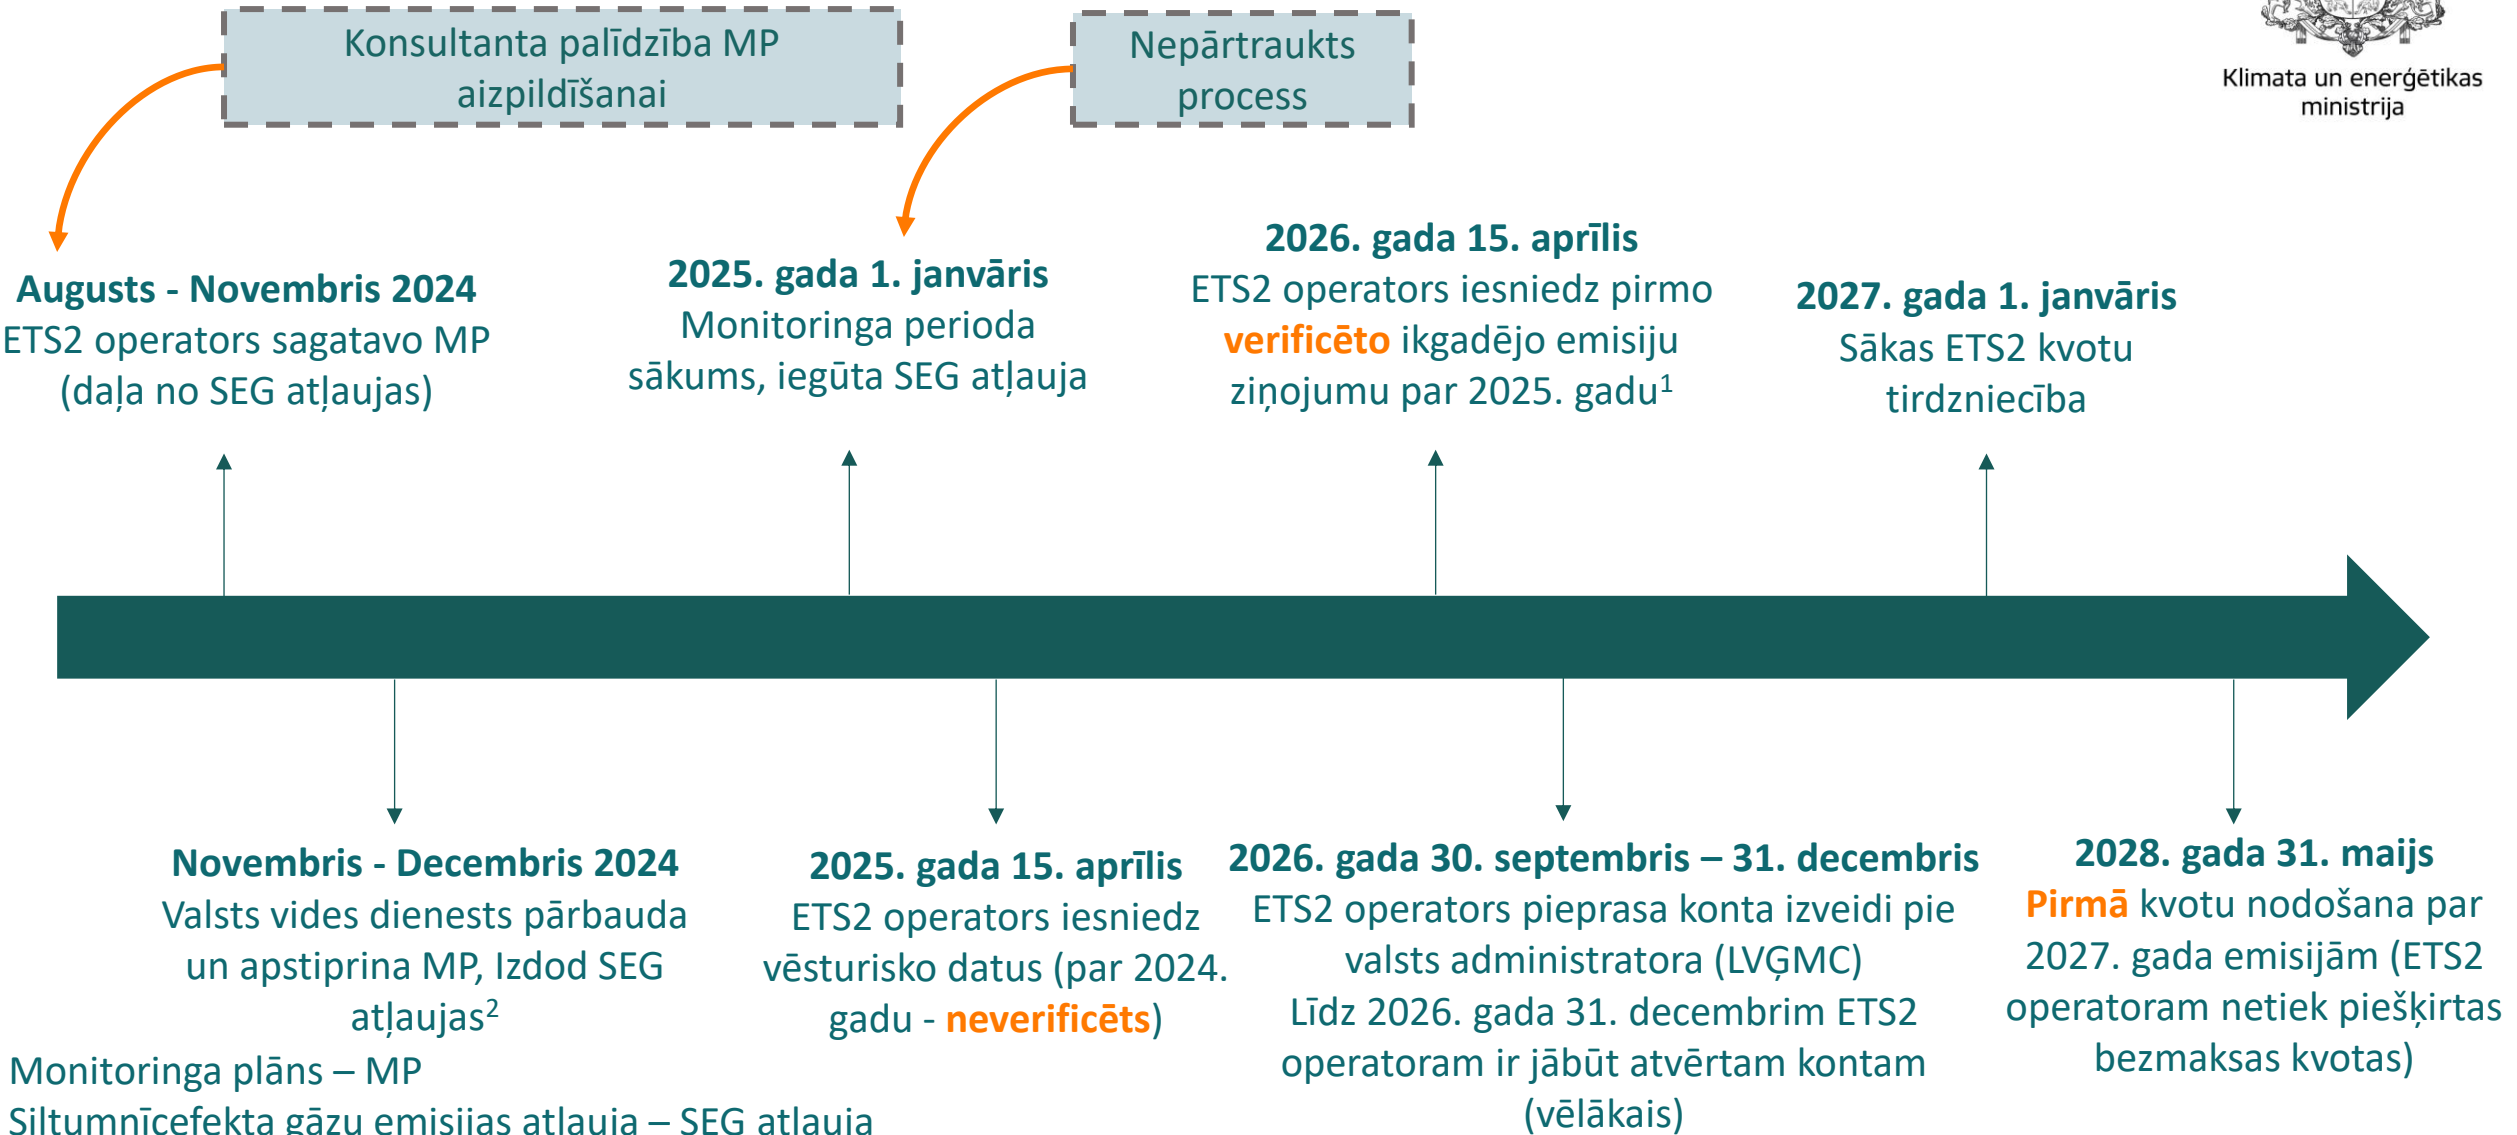 Konsultanta palīdzība MP
aizpildīšanai
Nepārtraukts
process
Klimata un enerģētikas
ministrija
Augusts - Novembris 2024
ETS2 operators sagatavo MP
(daļa no SEG atļaujas)
2025. gada 1. janvāris
Monitoringa perioda
sākums, iegūta SEG atļauja
2026. gada 15. aprīlis
ETS2 operators iesniedz pirmo
verificēto ikgadējo emisiju
ziņojumu par 2025. gadu¹
2027. gada 1. janvāris
Sākas ETS2 kvotu
tirdzniecība
Novembris - Decembris 2024
Valsts vides dienests pārbauda
un apstiprina MP, Izdod SEG
atļaujas²
2025. gada 15. aprīlis
ETS2 operators iesniedz
vēsturisko datus (par 2024.
gadu - neverificēts)
2026. gada 30. septembris – 31. decembris
ETS2 operators pieprasa konta izveidi pie
valsts administratora (LVĢMC)
Līdz 2026. gada 31. decembrim ETS2
operatoram ir jābūt atvērtam kontam
(vēlākais)
2028. gada 31. maijs
Pirmā kvotu nodošana par
2027. gada emisijām (ETS2
operatoram netiek piešķirtas
bezmaksas kvotas)
Monitoringa plāns – MP
Siltumnīcefekta gāzu emisijas atļauja – SEG atļauja